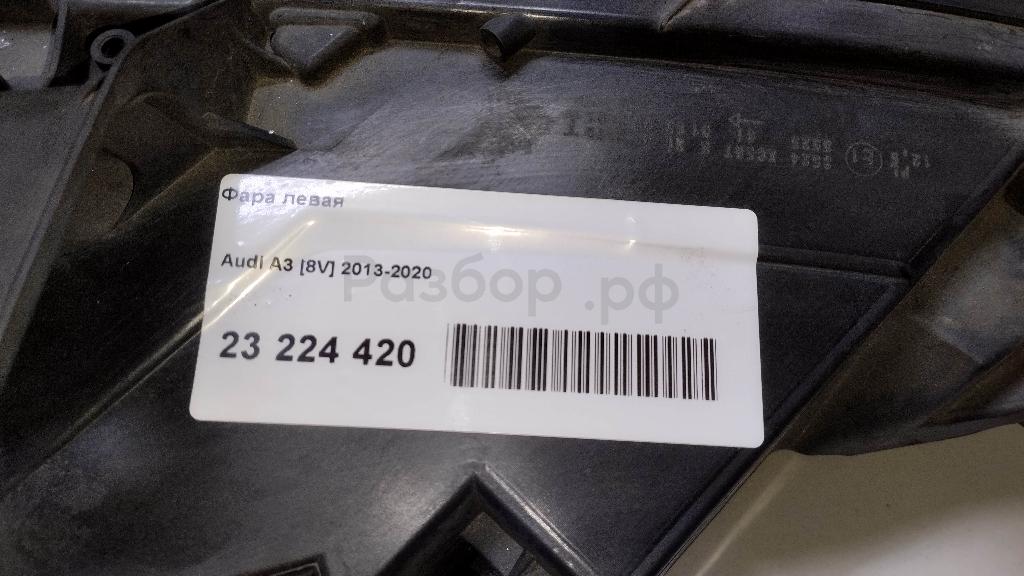 Фара левая
Audi A3 [8V] 2013-2020
Разбор.рф
23 224 420